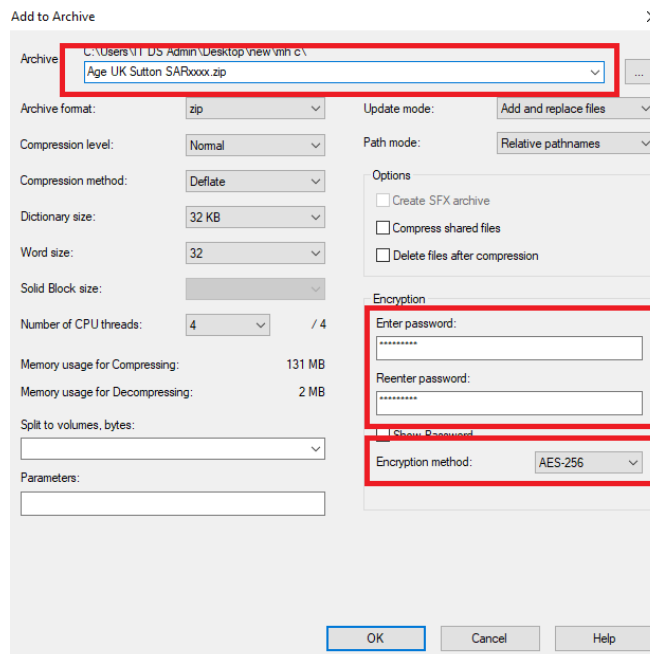 Add to Archive
Archive C:\Users\IT DS Admin\Desktop\new\mh c\
Age UK Sutton SARxxxx.zip
...
Archive format: zip
Update mode: Add and replace files
Compression level: Normal
Path mode: Relative pathnames
Compression method: Deflate
Options
Create SFX archive
Dictionary size: 32 KB
Compress shared files
Word size: 32
Delete files after compression
Solid Block size:
Encryption
Number of CPU threads: 4 / 4
Enter password:
*********
Memory usage for Compressing: 131 MB
Reenter password:
Memory usage for Decompressing: 2 MB
*********
Split to volumes, bytes:
Show Password
Encryption method: AES-256
Parameters:
OK Cancel Help